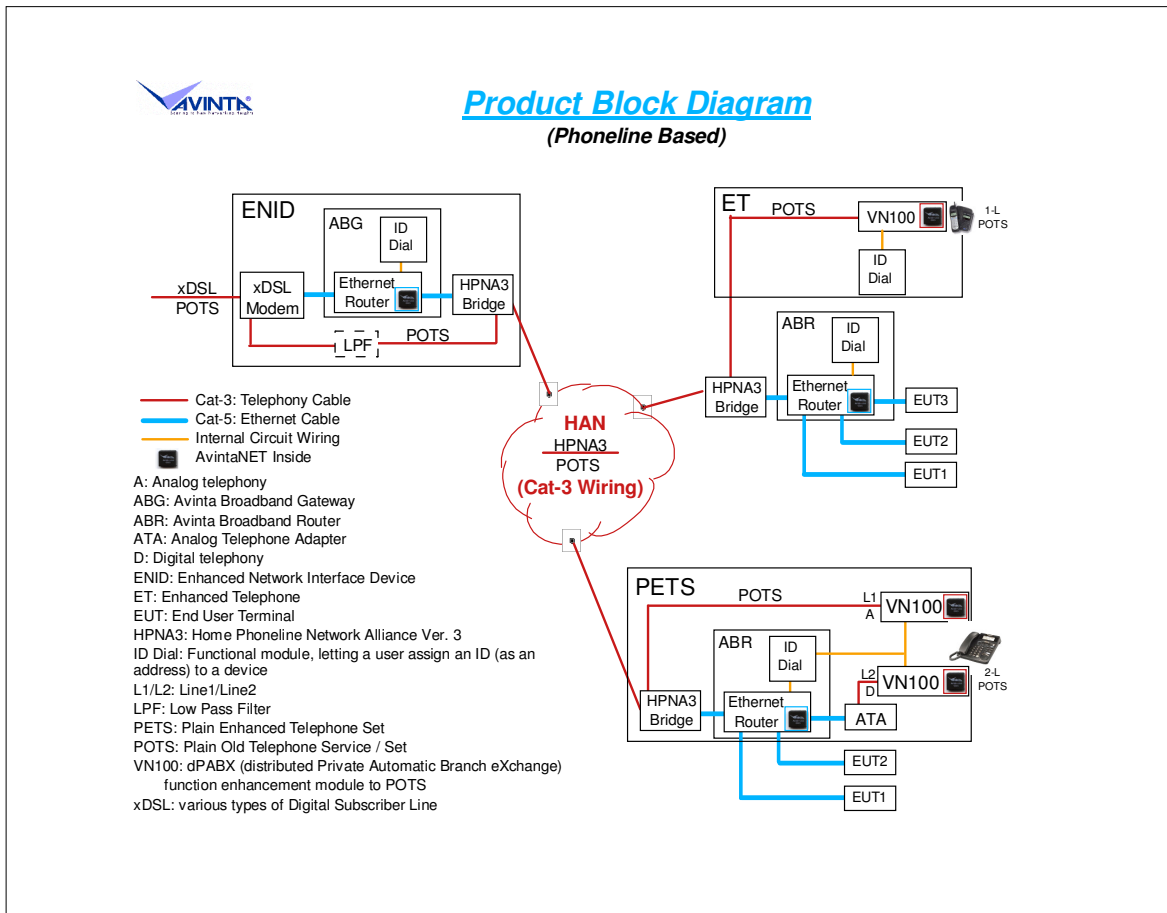 AVINTA®
Product Block Diagram
(Phoneline Based)
ENID
ABG
ID
Dial
xDSL
POTS
xDSL
Modem
Ethernet
Router
HPNA3
Bridge
LPF
POTS
ET
POTS
VN100
1-L
POTS
ID
Dial
ABR
ID
Dial
HPNA3
Bridge
Ethernet
Router
EUT3
EUT2
EUT1
HAN
HPNA3
POTS
(Cat-3 Wiring)
Cat-3: Telephony Cable
Cat-5: Ethernet Cable
Internal Circuit Wiring
AvintaNET Inside
A: Analog telephony
ABG: Avinta Broadband Gateway
ABR: Avinta Broadband Router
ATA: Analog Telephone Adapter
D: Digital telephony
ENID: Enhanced Network Interface Device
ET: Enhanced Telephone
EUT: End User Terminal
HPNA3: Home Phoneline Network Alliance Ver. 3
ID Dial: Functional module, letting a user assign an ID (as an
address) to a device
L1/L2: Line1/Line2
LPF: Low Pass Filter
PETS: Plain Enhanced Telephone Set
POTS: Plain Old Telephone Service / Set
VN100: dPABX (distributed Private Automatic Branch eXchange)
function enhancement module to POTS
xDSL: various types of Digital Subscriber Line
PETS
POTS
L1
A
VN100
ABR
ID
Dial
L2
D
VN100
2-L
POTS
HPNA3
Bridge
Ethernet
Router
ATA
EUT2
EUT1